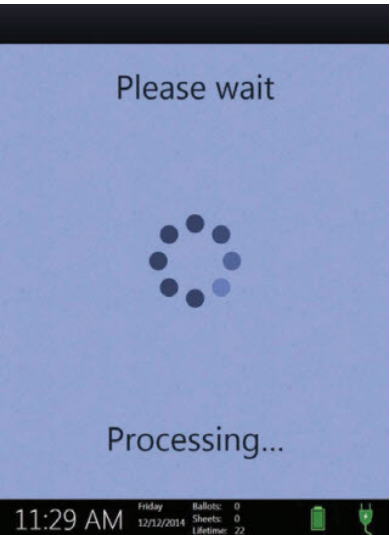 Please wait
Processing...
11:29 AM
Friday
12/12/2014
Ballots: 0
Sheets: 0
Lifetime: 22